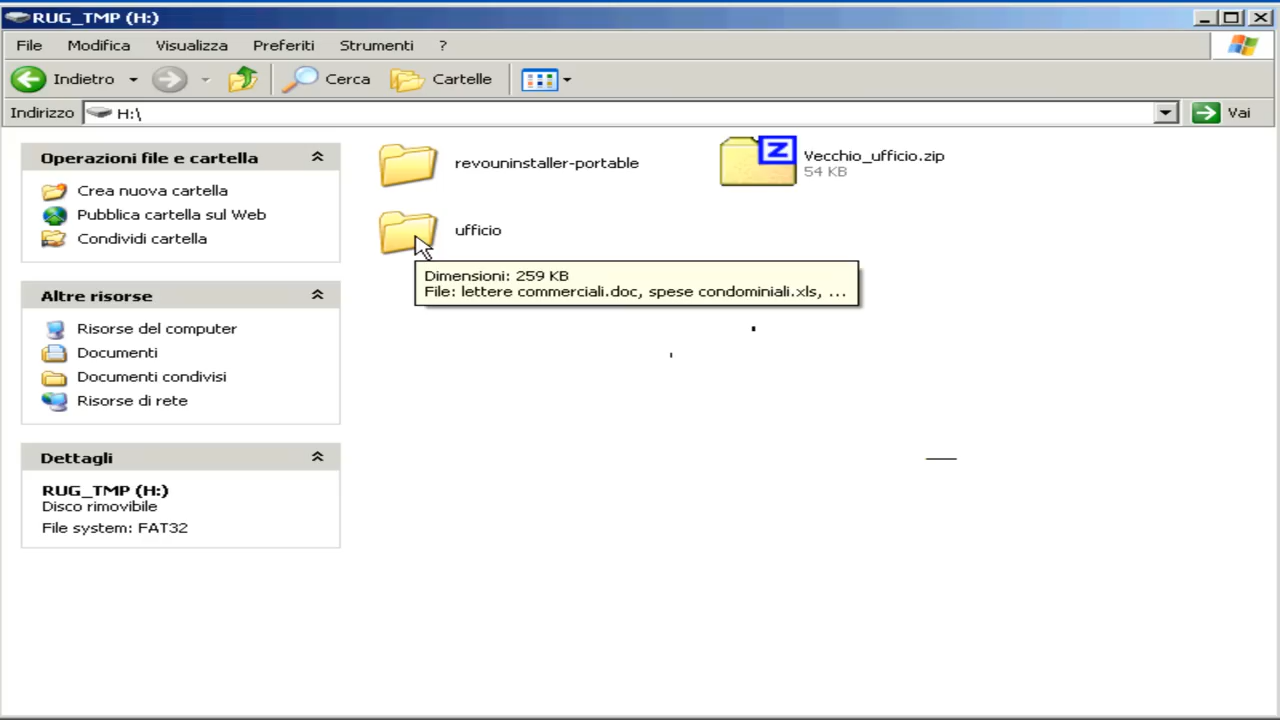 RUG_TMP (H:)
File Modifica Visualizza Preferiti Strumenti ?
Indietro Cerca Cartelle
Indirizzo H:\ Vai
Operazioni file e cartella
Crea nuova cartella
Pubblica cartella sul Web
Condividi cartella
Altre risorse
Risorse del computer
Documenti
Documenti condivisi
Risorse di rete
Dettagli
RUG_TMP (H:)
Disco rimovibile
File system: FAT32
revouninstaller-portable
Z
Vecchio_ufficio.zip
54 KB
ufficio
Dimensioni: 259 KB
File: lettere commerciali.doc, spese condominiali.xls, ...